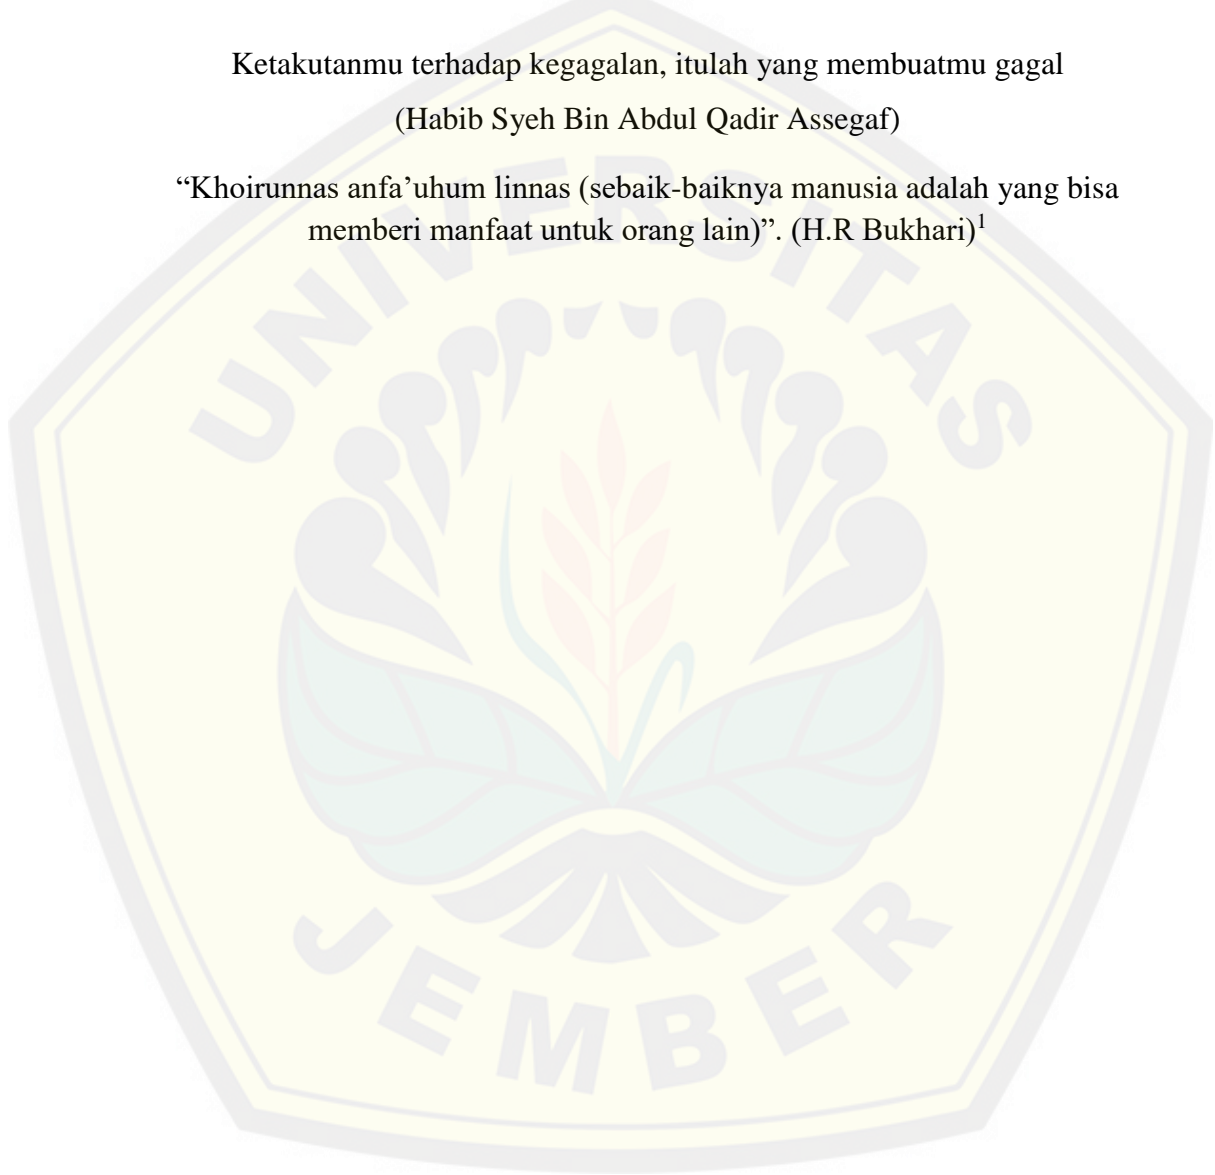 Ketakutanmu terhadap kegagalan, itulah yang membuatmu gagal
(Habib Syeh Bin Abdul Qadir Assegaf)
“Khoirunnas anfa’uhum linnas (sebaik-baiknya manusia adalah yang bisa
memberi manfaat untuk orang lain)”. (H.R Bukhari)¹
UNIVERSITAS
JEMBER